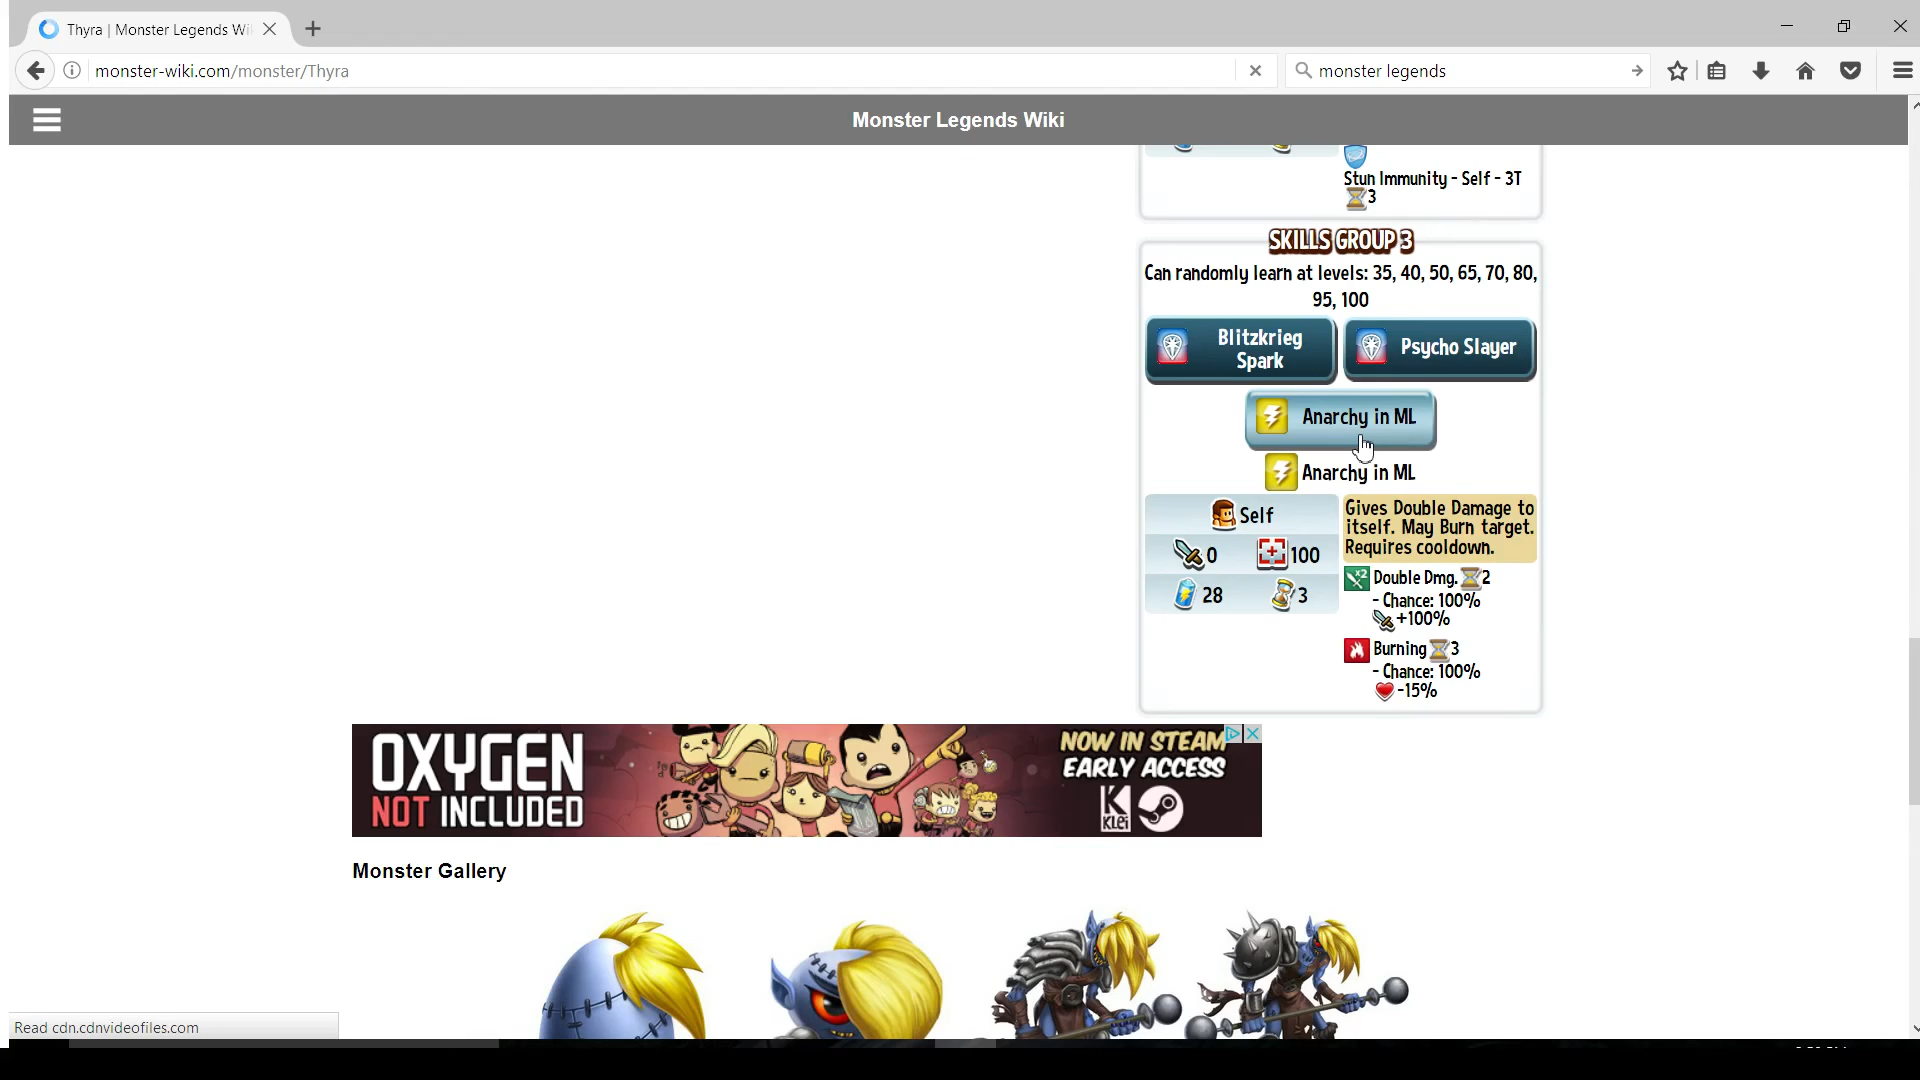 Thyra | Monster Legends Wi
monster-wiki.com/monster/Thyra
monster legends
Monster Legends Wiki
Stun Immunity - Self - 3T
3
SKILLS GROUP 3
Can randomly learn at levels: 35, 40, 50, 65, 70, 80,
95, 100
Blitzkrieg
Spark
Psycho Slayer
Anarchy in ML
Anarchy in ML
Self
0
100
28
3
Gives Double Damage to
itself. May Burn target.
Requires cooldown.
x2 Double Dmg. 2
- Chance: 100%
+100%
Burning 3
- Chance: 100%
-15%
OXYGEN
NOT INCLUDED
NOW IN STEAM
EARLY ACCESS
K
KLEi
Monster Gallery
Read cdn.cdnvideofiles.com